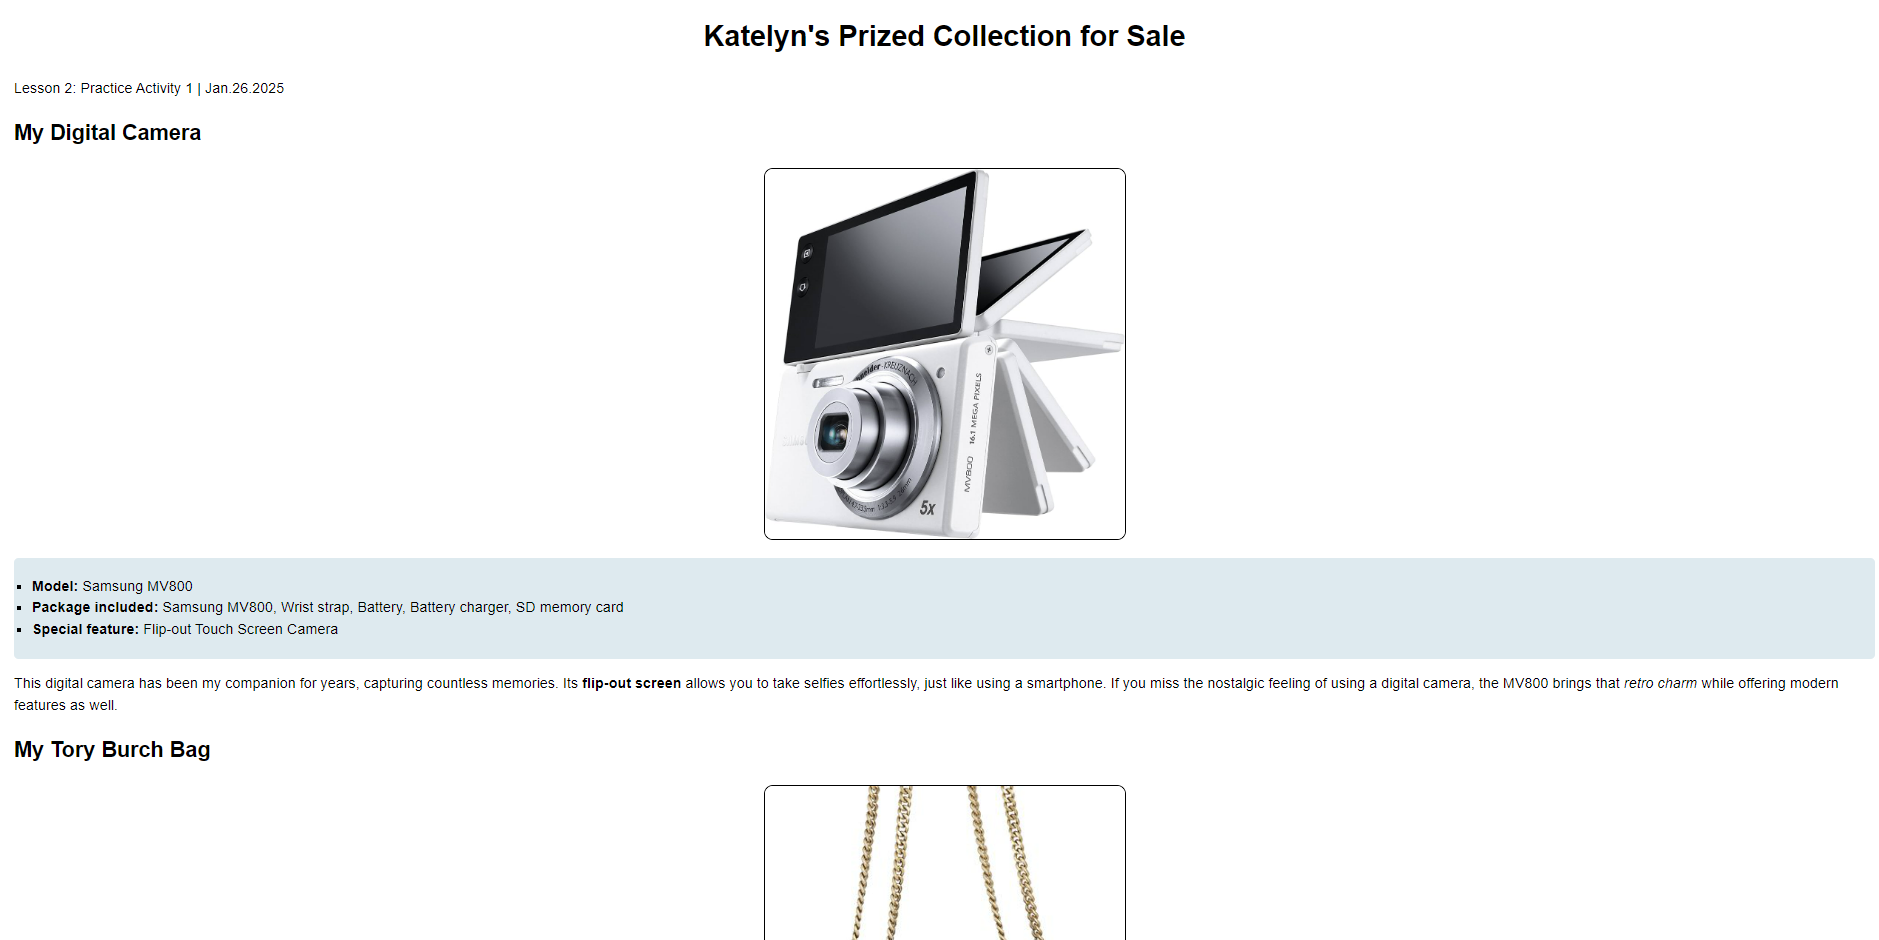 Katelyn's Prized Collection for Sale
Lesson 2: Practice Activity 1 | Jan.26.2025
My Digital Camera
KREUZNACH
16.1 MEGA PIXELS
MV800
5x
Model: Samsung MV800
Package included: Samsung MV800, Wrist strap, Battery, Battery charger, SD memory card
Special feature: Flip-out Touch Screen Camera
This digital camera has been my companion for years, capturing countless memories. Its flip-out screen allows you to take selfies effortlessly, just like using a smartphone. If you miss the nostalgic feeling of using a digital camera, the MV800 brings that retro charm while offering modern
features as well.
My Tory Burch Bag